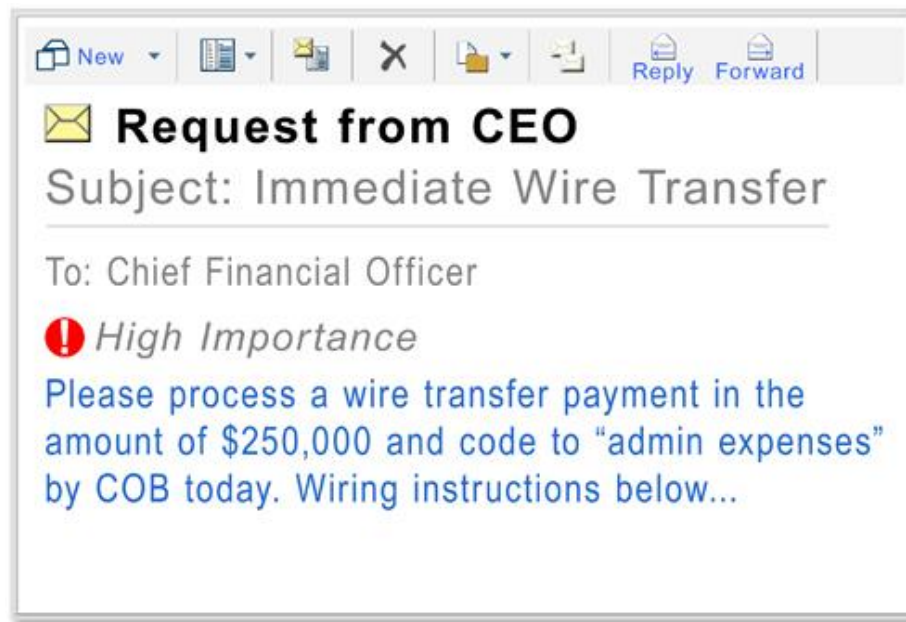 New
Reply Forward
Request from CEO
Subject: Immediate Wire Transfer
To: Chief Financial Officer
High Importance
Please process a wire transfer payment in the
amount of $250,000 and code to “admin expenses”
by COB today. Wiring instructions below...